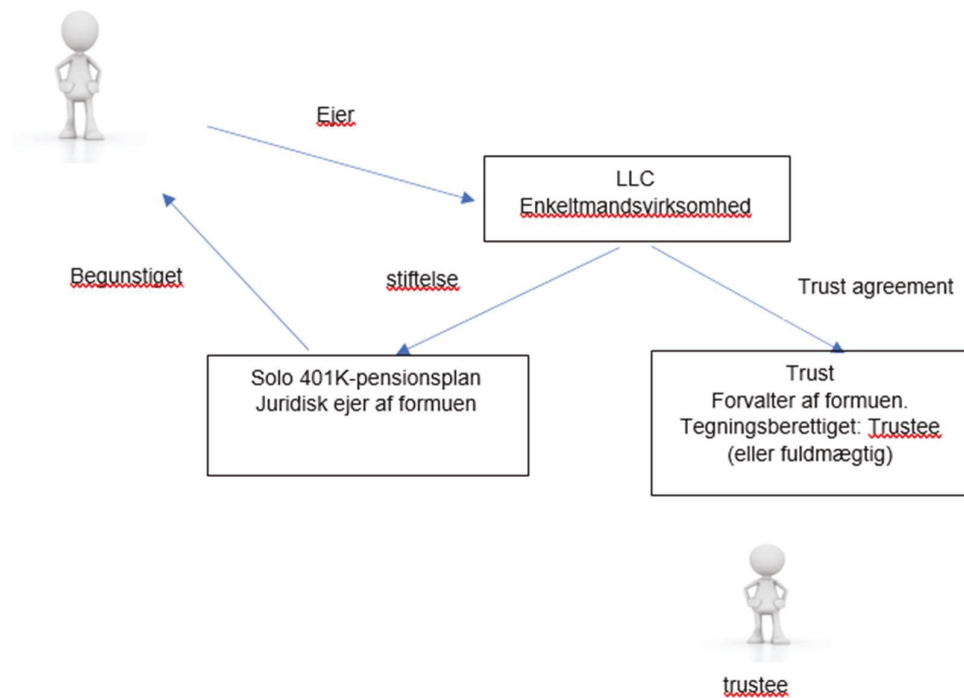 Ejer
LLC
Enkeltmandsvirksomhed
Begunstiget
stiftelse
Trust agreement
Solo 401K-pensionsplan
Juridisk ejer af formuen
Trust
Forvalter af formuen.
Tegningsberettiget: Trustee
(eller fuldmægtig)
trustee